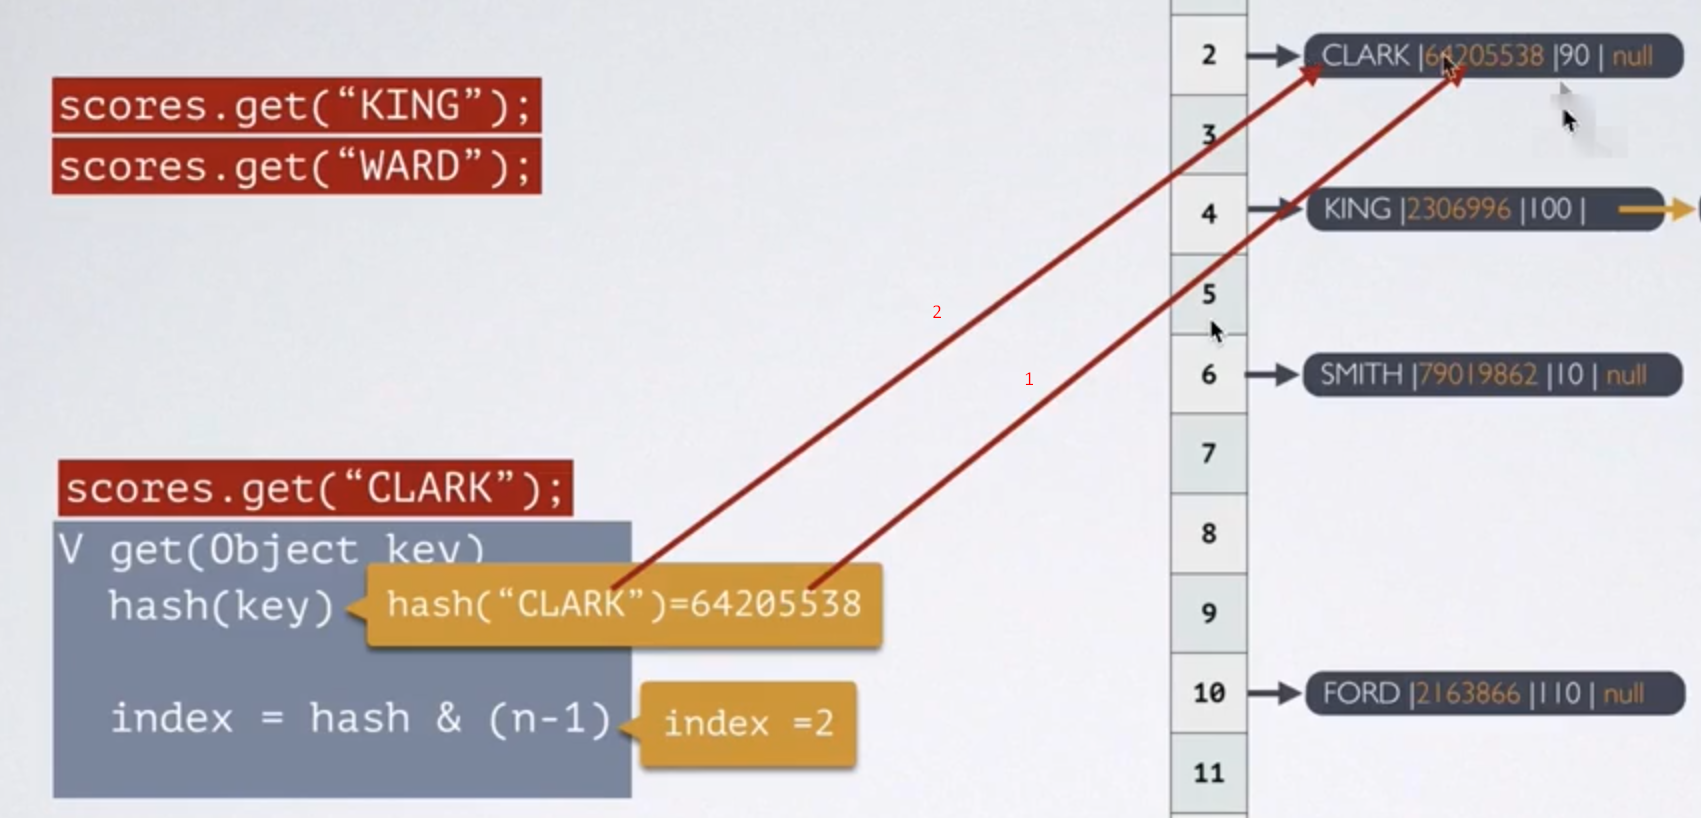 scores.get(“KING”);
scores.get(“WARD”);
scores.get(“CLARK”);
V get(Object key)
hash(key)
hash(“CLARK”)=64205538
index = hash & (n-1)
index =2
2
1
2
CLARK |64205538 |90 | null
3
4
KING |2306996 |100 |
5
6
SMITH |79019862 |10 | null
7
8
9
10
FORD |2163866 |110 | null
11